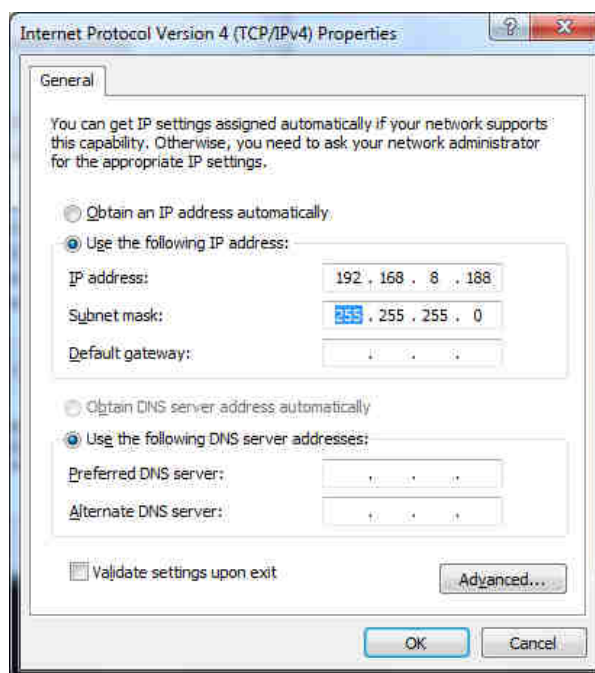 Internet Protocol Version 4 (TCP/IPv4) Properties
General
You can get IP settings assigned automatically if your network supports
this capability. Otherwise, you need to ask your network administrator
for the appropriate IP settings.
Obtain an IP address automatically
Use the following IP address:
IP address: 192 . 168 . 8 . 188
Subnet mask: 255 . 255 . 255 . 0
Default gateway: . . .
Obtain DNS server address automatically
Use the following DNS server addresses:
Preferred DNS server: . . .
Alternate DNS server: . . .
Validate settings upon exit
Advanced...
OK Cancel